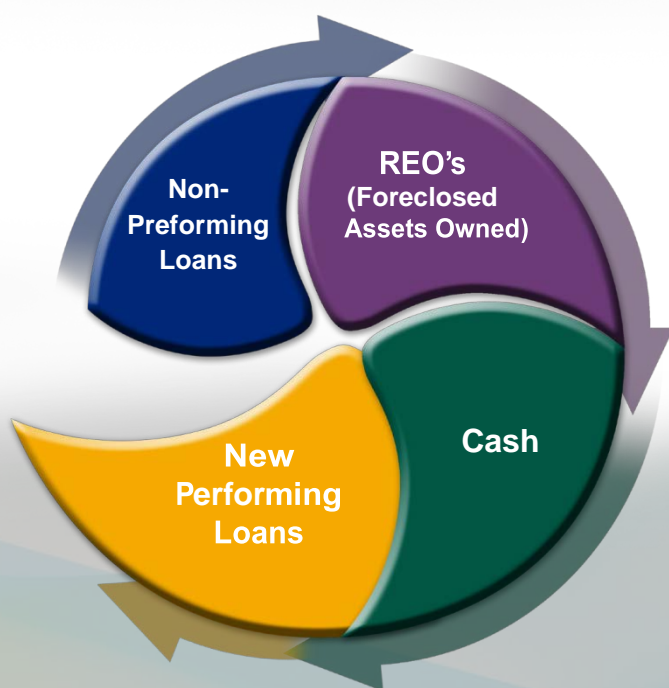 Non-
Preforming
Loans
REO’s
(Foreclosed
Assets Owned)
Cash
New
Performing
Loans